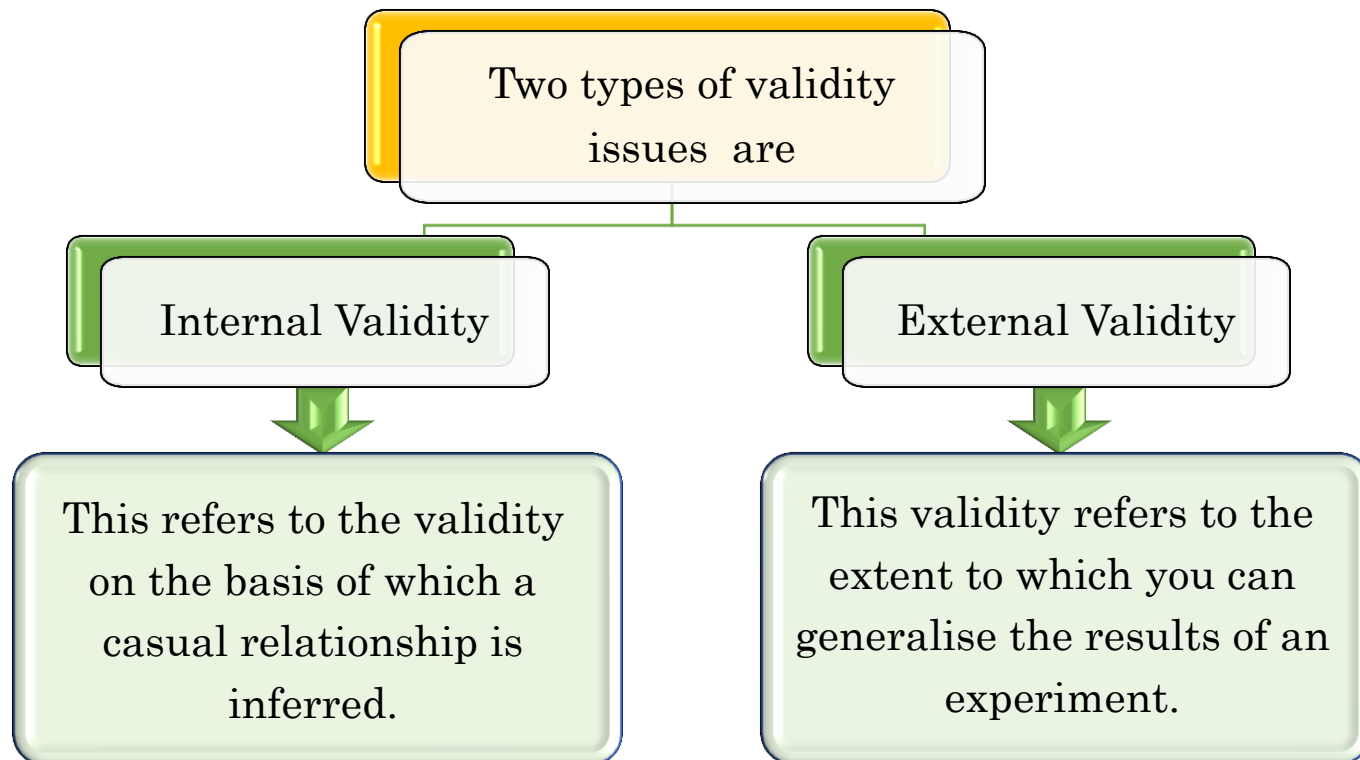 Two types of validity
issues are
Internal Validity
External Validity
This refers to the validity
on the basis of which a
casual relationship is
inferred.
This validity refers to the
extent to which you can
generalise the results of an
experiment.